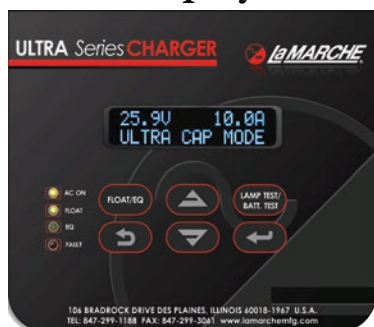 ULTRA Series CHARGER
La MARCHE
25.9V 10.0A
ULTRA CAP MODE
AC ON
FLOAT
EQ
FAULT
FLOAT/EQ
LAMP TEST/
BATT. TEST
106 BRADROCK DRIVE DES PLAINES, ILLINOIS 60018-1967 U.S.A.
TEL: 847-299-1188 FAX: 847-299-3061 www.lamarchemfg.com